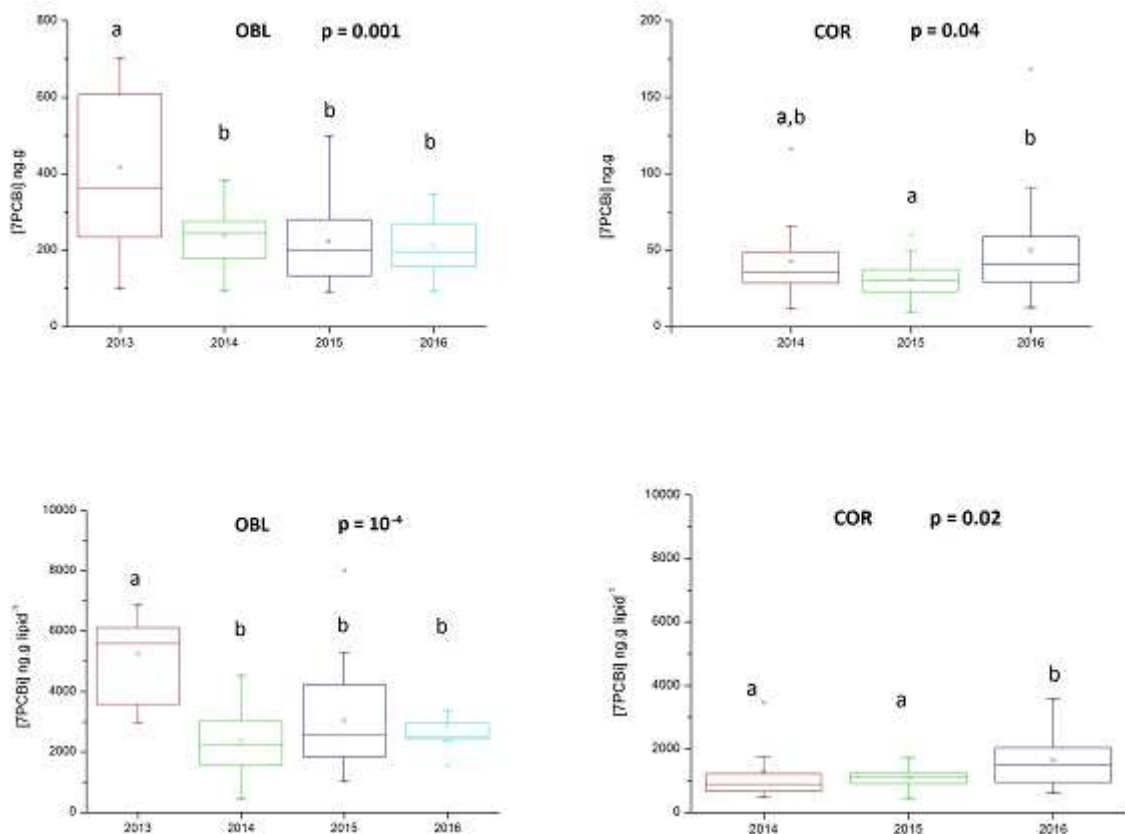 OBL p = 0.001
[7PCBi] ng.g
800
600
400
200
0
a
b
b
b
2013 2014 2015 2016
COR p = 0.04
[7PCBi] ng.g
200
150
100
50
0
a,b
a
b
2014 2015 2016
OBL p = 10⁻⁴
[7PCBi] ng.g lipid⁻¹
10000
8000
6000
4000
2000
0
a
b
b
b
2013 2014 2015 2016
COR p = 0.02
[7PCBi] ng.g lipid
10000
8000
6000
4000
2000
0
a
a
b
2014 2015 2016